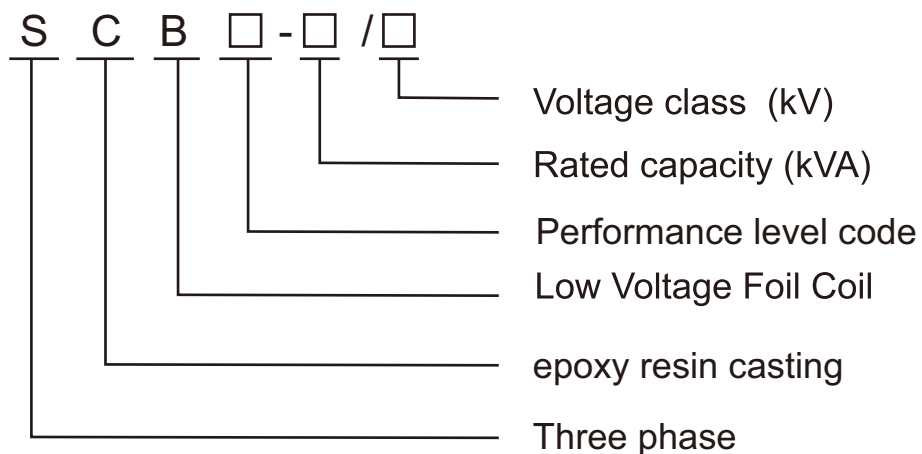 S C B □ - □ / □
Voltage class (kV)
Rated capacity (kVA)
Performance level code
Low Voltage Foil Coil
epoxy resin casting
Three phase